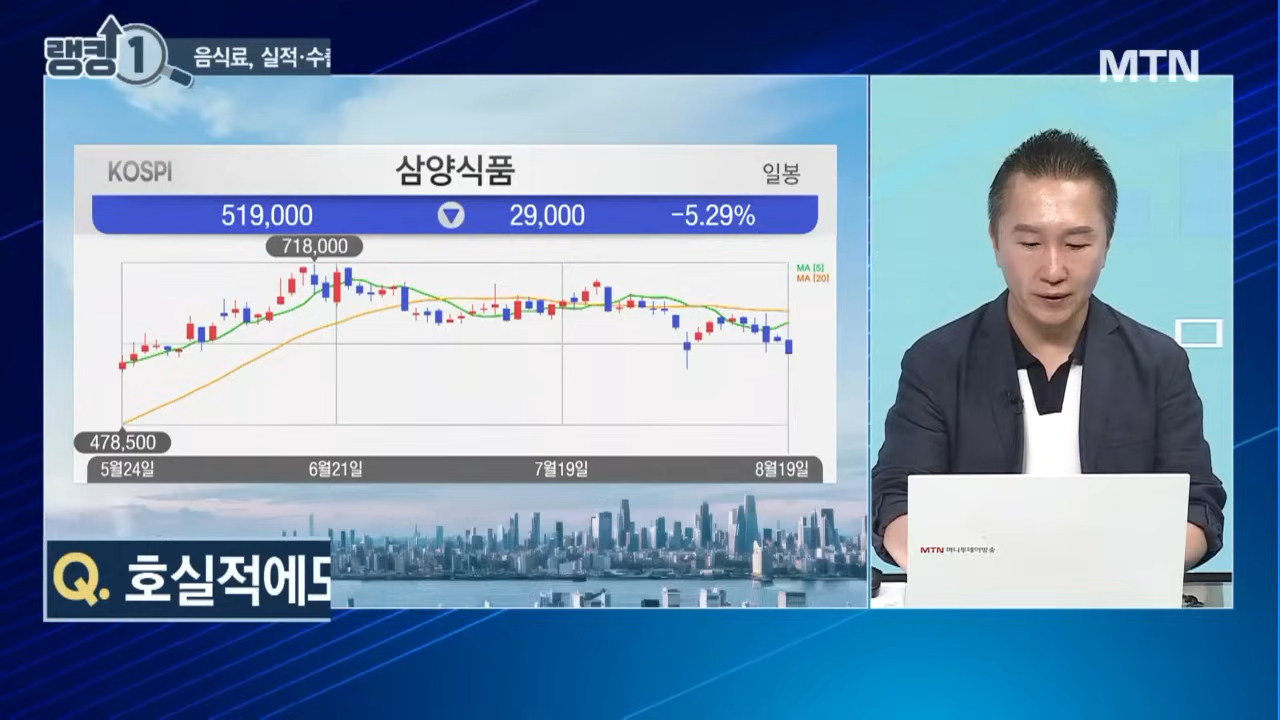 랭킹 1
음식료, 실적·수출
MTN
KOSPI
삼양식품
일봉
519,000 ▼ 29,000 -5.29%
718,000
MA [5]
MA [20]
478,500
5월24일 6월21일 7월19일 8월19일
Q. 호실적에도
MTN 머니투데이방송